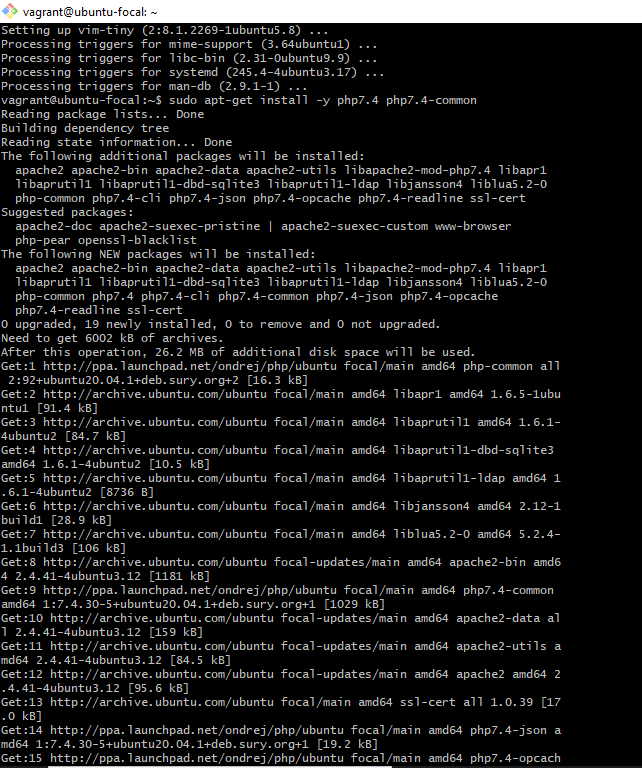 vagrant@ubuntu-focal: ~
Setting up vim-tiny (2:8.1.2269-1ubuntu5.8) ...
Processing triggers for mime-support (3.64ubuntu1) ...
Processing triggers for libc-bin (2.31-0ubuntu9.9) ...
Processing triggers for systemd (245.4-4ubuntu3.17) ...
Processing triggers for man-db (2.9.1-1) ...
vagrant@ubuntu-focal:~$ sudo apt-get install -y php7.4 php7.4-common
Reading package lists... Done
Building dependency tree
Reading state information... Done
The following additional packages will be installed:
  apache2 apache2-bin apache2-data apache2-utils libapache2-mod-php7.4 libapr1
  libaprutil1 libaprutil1-dbd-sqlite3 libaprutil1-ldap libjansson4 liblua5.2-0
  php-common php7.4-cli php7.4-json php7.4-opcache php7.4-readline ssl-cert
Suggested packages:
  apache2-doc apache2-suexec-pristine | apache2-suexec-custom www-browser
  php-pear openssl-blacklist
The following NEW packages will be installed:
  apache2 apache2-bin apache2-data apache2-utils libapache2-mod-php7.4 libapr1
  libaprutil1 libaprutil1-dbd-sqlite3 libaprutil1-ldap libjansson4 liblua5.2-0
  php-common php7.4 php7.4-cli php7.4-common php7.4-json php7.4-opcache
  php7.4-readline ssl-cert
0 upgraded, 19 newly installed, 0 to remove and 0 not upgraded.
Need to get 6002 kB of archives.
After this operation, 26.2 MB of additional disk space will be used.
Get:1 http://ppa.launchpad.net/ondrej/php/ubuntu focal/main amd64 php-common all
 2:92+ubuntu20.04.1+deb.sury.org+2 [16.3 kB]
Get:2 http://archive.ubuntu.com/ubuntu focal/main amd64 libapr1 amd64 1.6.5-1ubu
ntu1 [91.4 kB]
Get:3 http://archive.ubuntu.com/ubuntu focal/main amd64 libaprutil1 amd64 1.6.1-
4ubuntu2 [84.7 kB]
Get:4 http://archive.ubuntu.com/ubuntu focal/main amd64 libaprutil1-dbd-sqlite3
amd64 1.6.1-4ubuntu2 [10.5 kB]
Get:5 http://archive.ubuntu.com/ubuntu focal/main amd64 libaprutil1-ldap amd64 1
.6.1-4ubuntu2 [8736 B]
Get:6 http://archive.ubuntu.com/ubuntu focal/main amd64 libjansson4 amd64 2.12-1
build1 [28.9 kB]
Get:7 http://archive.ubuntu.com/ubuntu focal/main amd64 liblua5.2-0 amd64 5.2.4-
1.1build3 [106 kB]
Get:8 http://archive.ubuntu.com/ubuntu focal-updates/main amd64 apache2-bin amd6
4 2.4.41-4ubuntu3.12 [1181 kB]
Get:9 http://ppa.launchpad.net/ondrej/php/ubuntu focal/main amd64 php7.4-common
amd64 1:7.4.30-5+ubuntu20.04.1+deb.sury.org+1 [1029 kB]
Get:10 http://archive.ubuntu.com/ubuntu focal-updates/main amd64 apache2-data al
l 2.4.41-4ubuntu3.12 [159 kB]
Get:11 http://archive.ubuntu.com/ubuntu focal-updates/main amd64 apache2-utils a
md64 2.4.41-4ubuntu3.12 [84.5 kB]
Get:12 http://archive.ubuntu.com/ubuntu focal-updates/main amd64 apache2 amd64 2
.4.41-4ubuntu3.12 [95.6 kB]
Get:13 http://archive.ubuntu.com/ubuntu focal/main amd64 ssl-cert all 1.0.39 [17
.0 kB]
Get:14 http://ppa.launchpad.net/ondrej/php/ubuntu focal/main amd64 php7.4-json a
md64 1:7.4.30-5+ubuntu20.04.1+deb.sury.org+1 [19.2 kB]
Get:15 http://ppa.launchpad.net/ondrej/php/ubuntu focal/main amd64 php7.4-opcach